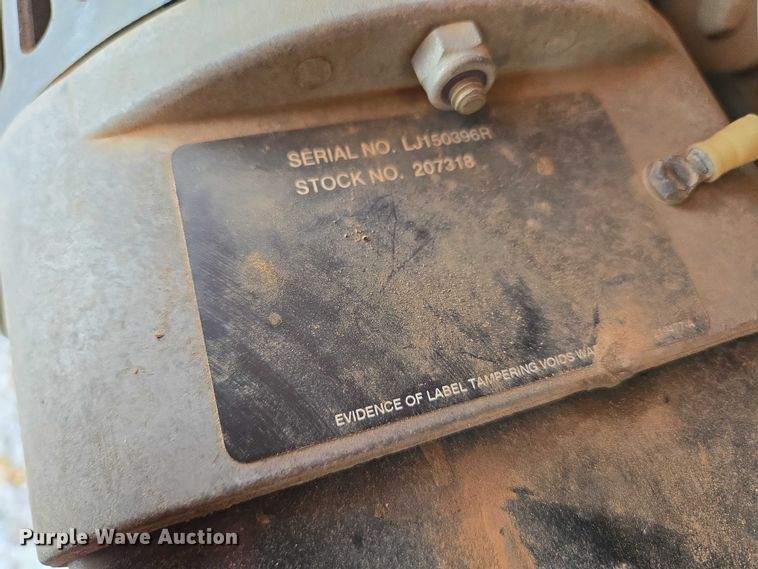 SERIAL NO. LJ150396R
STOCK NO. 207318
EVIDENCE OF LABEL TAMPERING VOIDS
Purple Wave Auction